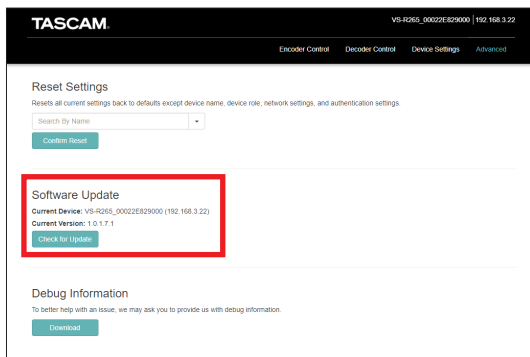 TASCAM.
VS-R265_00022E829000 | 192.168.3.22
Encoder Control Decoder Control Device Settings Advanced
Reset Settings
Resets all current settings back to defaults except device name, device role, network settings, and authentication settings.
Search By Name
Confirm Reset
Software Update
Current Device: VS-R265_00022E829000 (192.168.3.22)
Current Version: 1.0.1.7.1
Check for Update
Debug Information
To better help with an issue, we may ask you to provide us with debug information.
Download